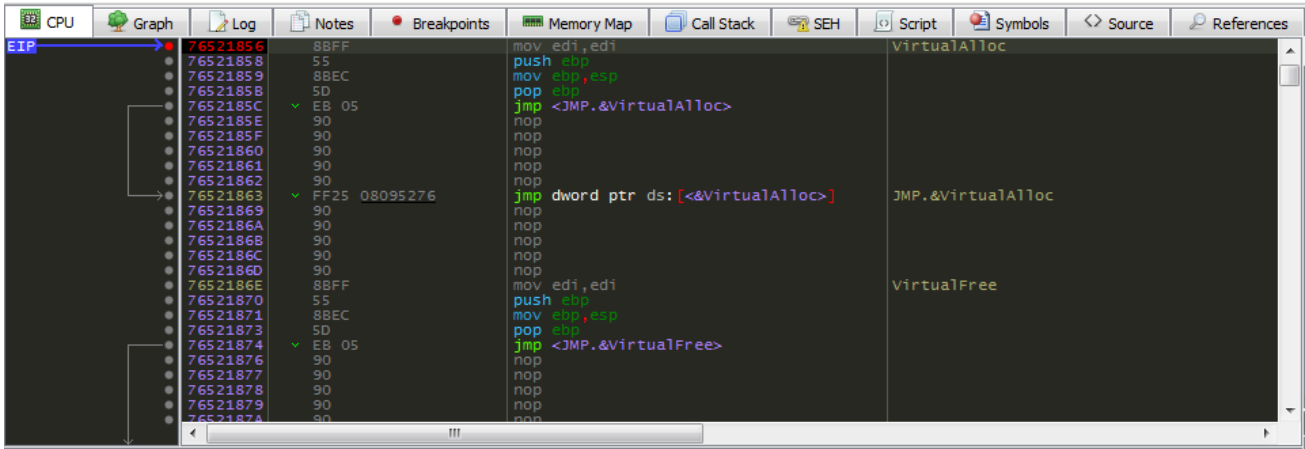 CPU Graph Log Notes Breakpoints Memory Map Call Stack SEH Script Symbols Source References
EIP 76521856 8BFF mov edi,edi VirtualAlloc
76521858 55 push ebp
76521859 8BEC mov ebp,esp
7652185B 5D pop ebp
7652185C EB 05 jmp <JMP.&VirtualAlloc>
7652185E 90 nop
7652185F 90 nop
76521860 90 nop
76521861 90 nop
76521862 90 nop
76521863 FF25 08095276 jmp dword ptr ds:[<&VirtualAlloc>] JMP.&VirtualAlloc
76521869 90 nop
7652186A 90 nop
7652186B 90 nop
7652186C 90 nop
7652186D 90 nop
7652186E 8BFF mov edi,edi VirtualFree
76521870 55 push ebp
76521871 8BEC mov ebp,esp
76521873 5D pop ebp
76521874 EB 05 jmp <JMP.&VirtualFree>
76521876 90 nop
76521877 90 nop
76521878 90 nop
76521879 90 nop
7652187A 90 nop